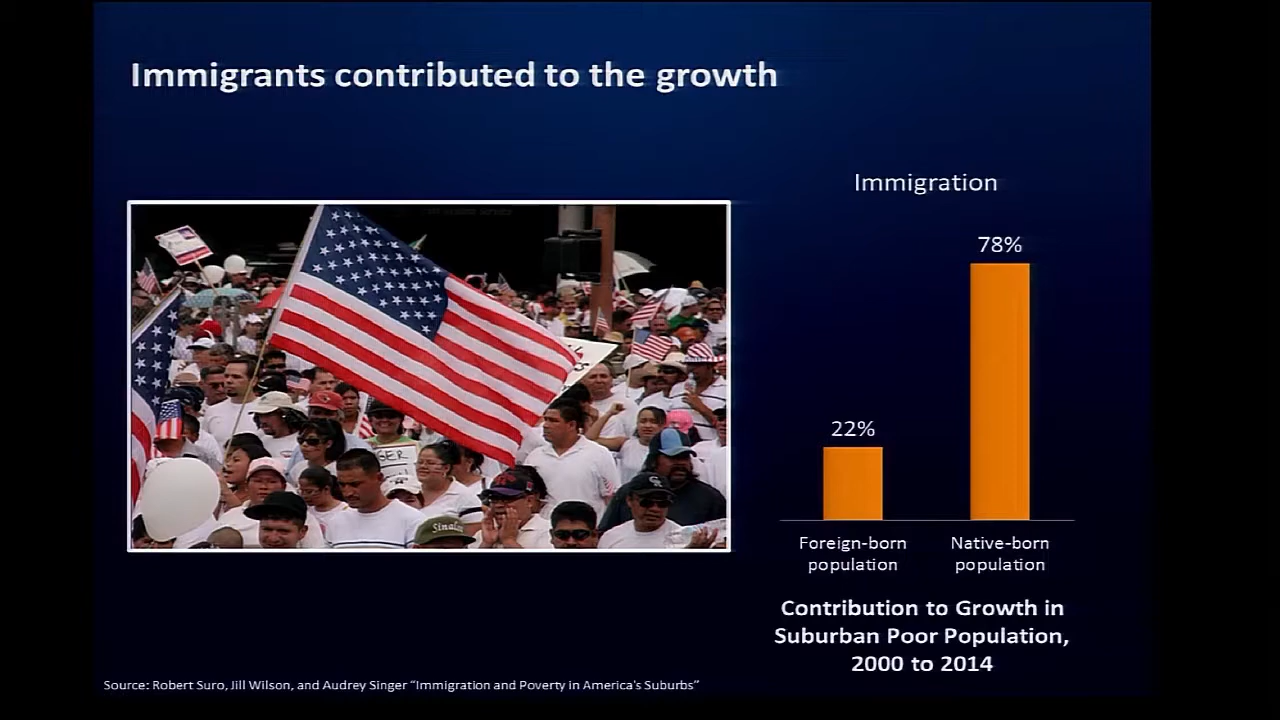 Immigrants contributed to the growth
Immigration
78%
22%
Foreign-born
population
Native-born
population
Contribution to Growth in
Suburban Poor Population,
2000 to 2014
GER
Sinaloa
Source: Robert Suro, Jill Wilson, and Audrey Singer “Immigration and Poverty in America's Suburbs”